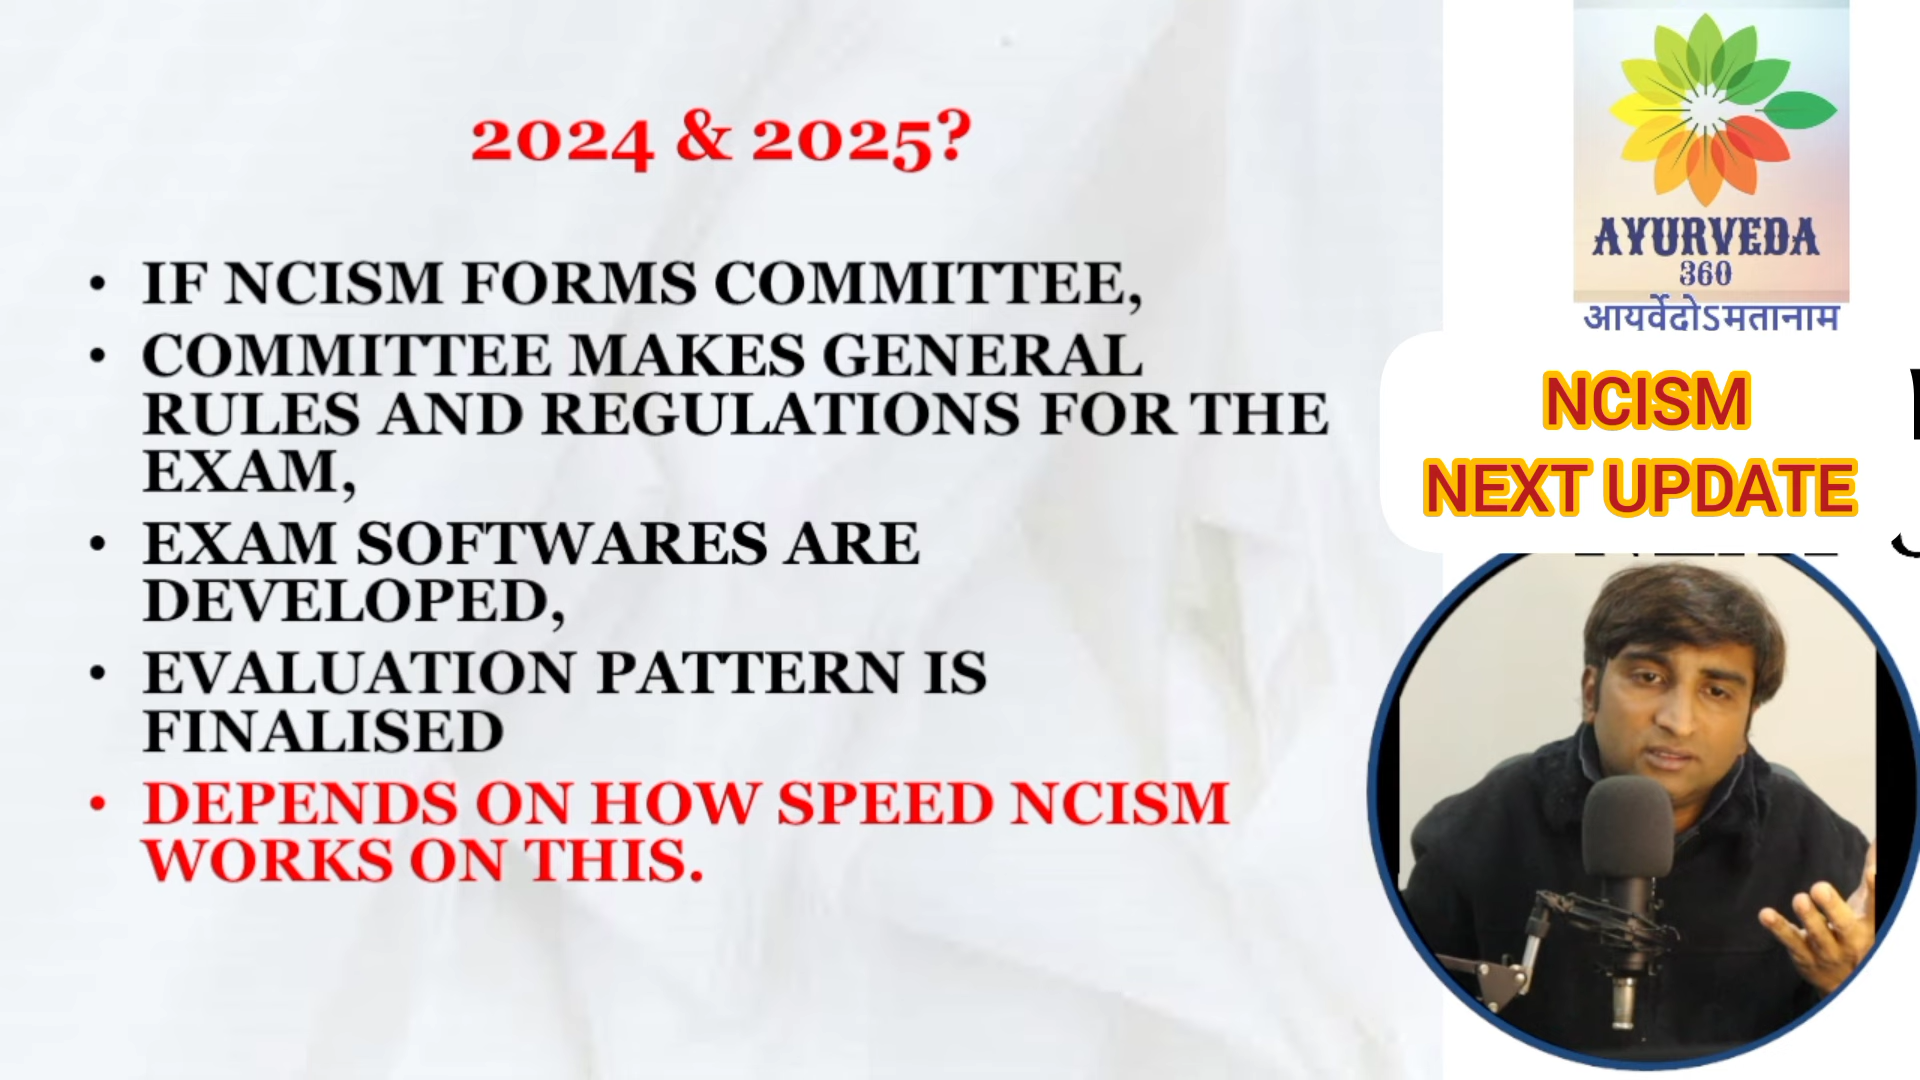 2024 & 2025?
• IF NCISM FORMS COMMITTEE,
• COMMITTEE MAKES GENERAL
RULES AND REGULATIONS FOR THE
EXAM,
• EXAM SOFTWARES ARE
DEVELOPED,
• EVALUATION PATTERN IS
FINALISED
• DEPENDS ON HOW SPEED NCISM
WORKS ON THIS.
AYURVEDA
360
आयर्वेदोऽमतानाम
NCISM
NEXT UPDATE